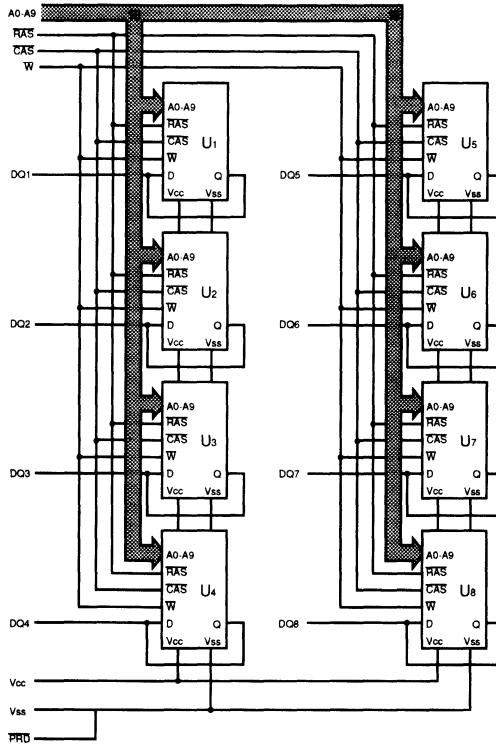 A0-A9
RAS
CAS
W
A0-A9
RAS
U1
CAS
W
DQ1
D
Q
Vcc
Vss
A0-A9
RAS
U2
CAS
W
DQ2
D
Q
Vcc
Vss
A0-A9
RAS
U3
CAS
W
DQ3
D
Q
Vcc
Vss
A0-A9
RAS
U4
CAS
W
DQ4
D
Q
Vcc
Vss
A0-A9
RAS
U5
CAS
W
DQ5
D
Q
Vcc
Vss
A0-A9
RAS
U6
CAS
W
DQ6
D
Q
Vcc
Vss
A0-A9
RAS
U7
CAS
W
DQ7
D
Q
Vcc
Vss
A0-A9
RAS
U8
CAS
W
DQ8
D
Q
Vcc
Vss
Vcc
Vss
PRD